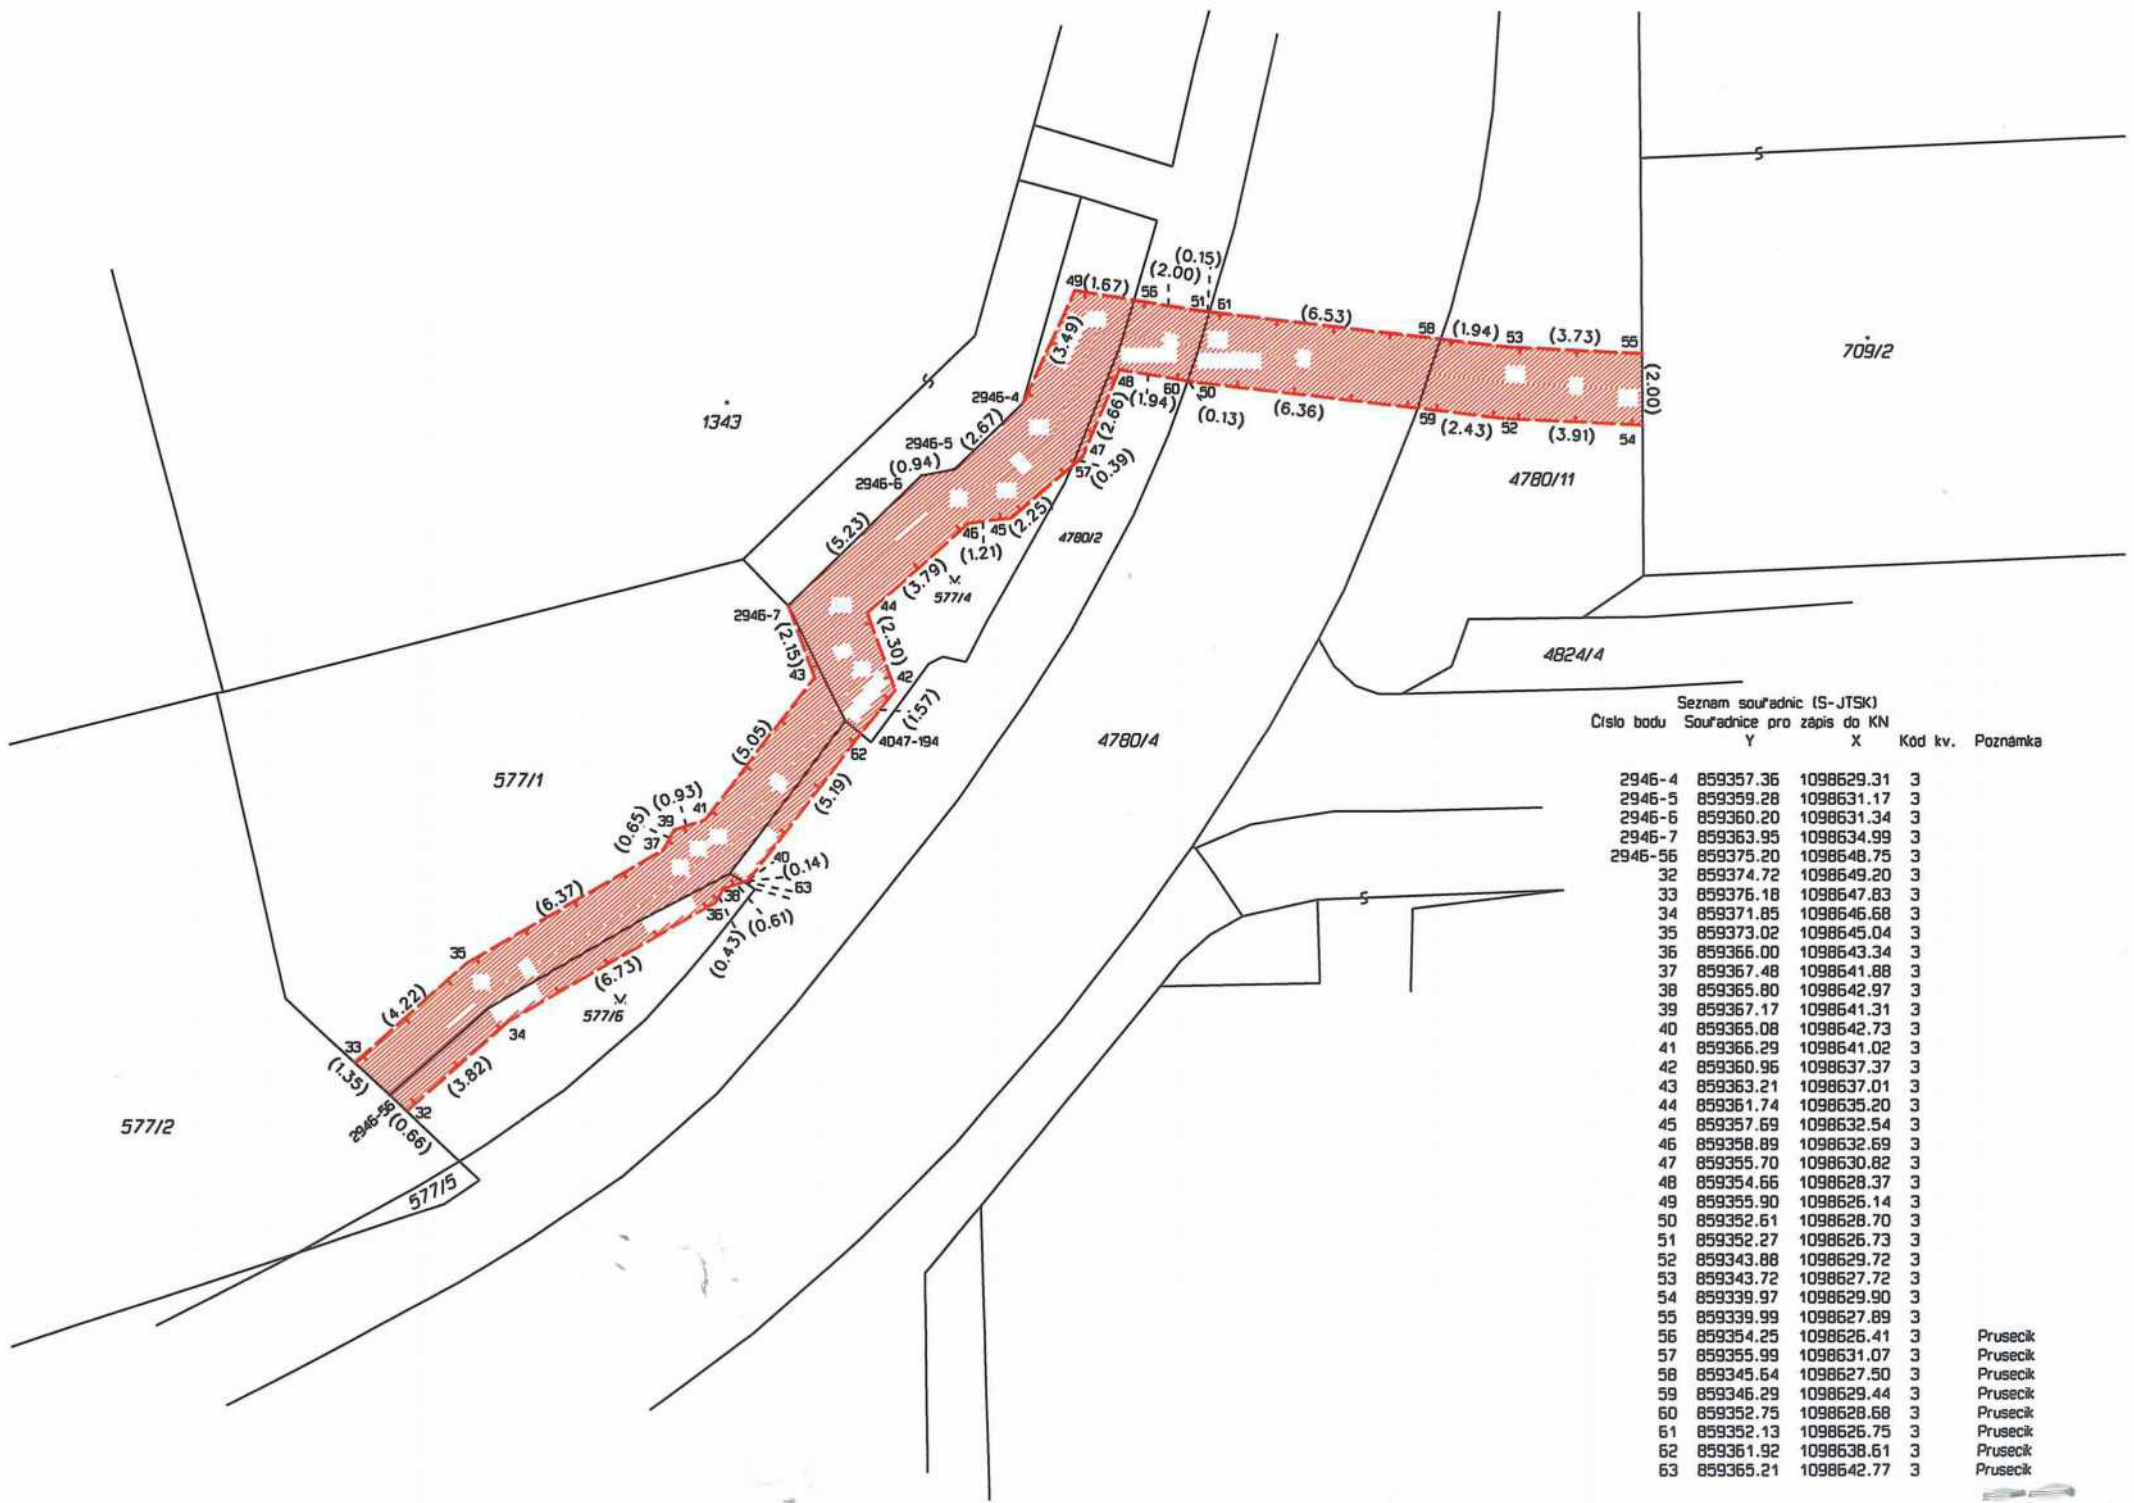 (0.15)
(2.00)
49 (1.67) 56 51 61
(6.53)
58 (1.94) 53 (3.73) 55
(3.49)
709/2
(2.00)
48 (1.94) 60 50
(0.13) (6.36)
59 (2.43) 52 (3.91) 54
2946-4
1343
(2.66)
2946-5 (2.67)
47
(0.94)
57 (0.39)
2946-6
4780/11
(5.23)
46 45 (2.25)
(1.21)
4780/2
(3.79)
577/4
44
2946-7
(2.15) (2.30)
43 42
4824/4
(1.57)
4047-194
62
4780/4
(5.05)
577/1
(5.19)
(0.65) (0.93)
39 41
37
40 (0.14)
63
38
36
(0.43) (0.61)
(6.37)
35
(6.73)
577/6
34
(4.22)
33
(1.35)
(3.82)
2946-56 32
(0.66)
577/2
577/5
Seznam souřadnic (S-JTSK)
Číslo bodu Souřadnice pro zápis do KN
Y X Kód kv. Poznámka
2946-4 859357.36 1098629.31 3
2946-5 859359.28 1098631.17 3
2946-6 859360.20 1098631.34 3
2946-7 859363.95 1098634.99 3
2946-56 859375.20 1098648.75 3
32 859374.72 1098649.20 3
33 859376.18 1098647.83 3
34 859371.85 1098646.68 3
35 859373.02 1098645.04 3
36 859366.00 1098643.34 3
37 859367.48 1098641.88 3
38 859365.80 1098642.97 3
39 859367.17 1098641.31 3
40 859365.08 1098642.73 3
41 859366.29 1098641.02 3
42 859360.96 1098637.37 3
43 859363.21 1098637.01 3
44 859361.74 1098635.20 3
45 859357.69 1098632.54 3
46 859358.89 1098632.69 3
47 859355.70 1098630.82 3
48 859354.66 1098628.37 3
49 859355.90 1098626.14 3
50 859352.61 1098628.70 3
51 859352.27 1098626.73 3
52 859343.88 1098629.72 3
53 859343.72 1098627.72 3
54 859339.97 1098629.90 3
55 859339.99 1098627.89 3
56 859354.25 1098626.41 3 Prusecik
57 859355.99 1098631.07 3 Prusecik
58 859345.64 1098627.50 3 Prusecik
59 859346.29 1098629.44 3 Prusecik
60 859352.75 1098628.68 3 Prusecik
61 859352.13 1098626.75 3 Prusecik
62 859361.92 1098638.61 3 Prusecik
63 859365.21 1098642.77 3 Prusecik